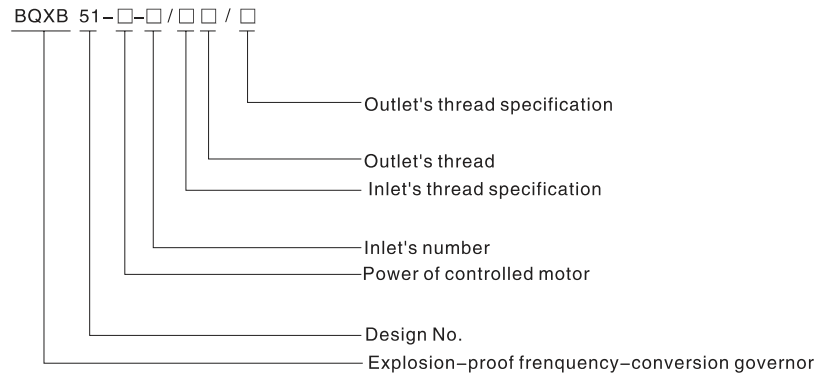 BQXB 51-□-□/□□/□
Outlet's thread specification
Outlet's thread
Inlet's thread specification
Inlet's number
Power of controlled motor
Design No.
Explosion-proof frenquency-conversion governor